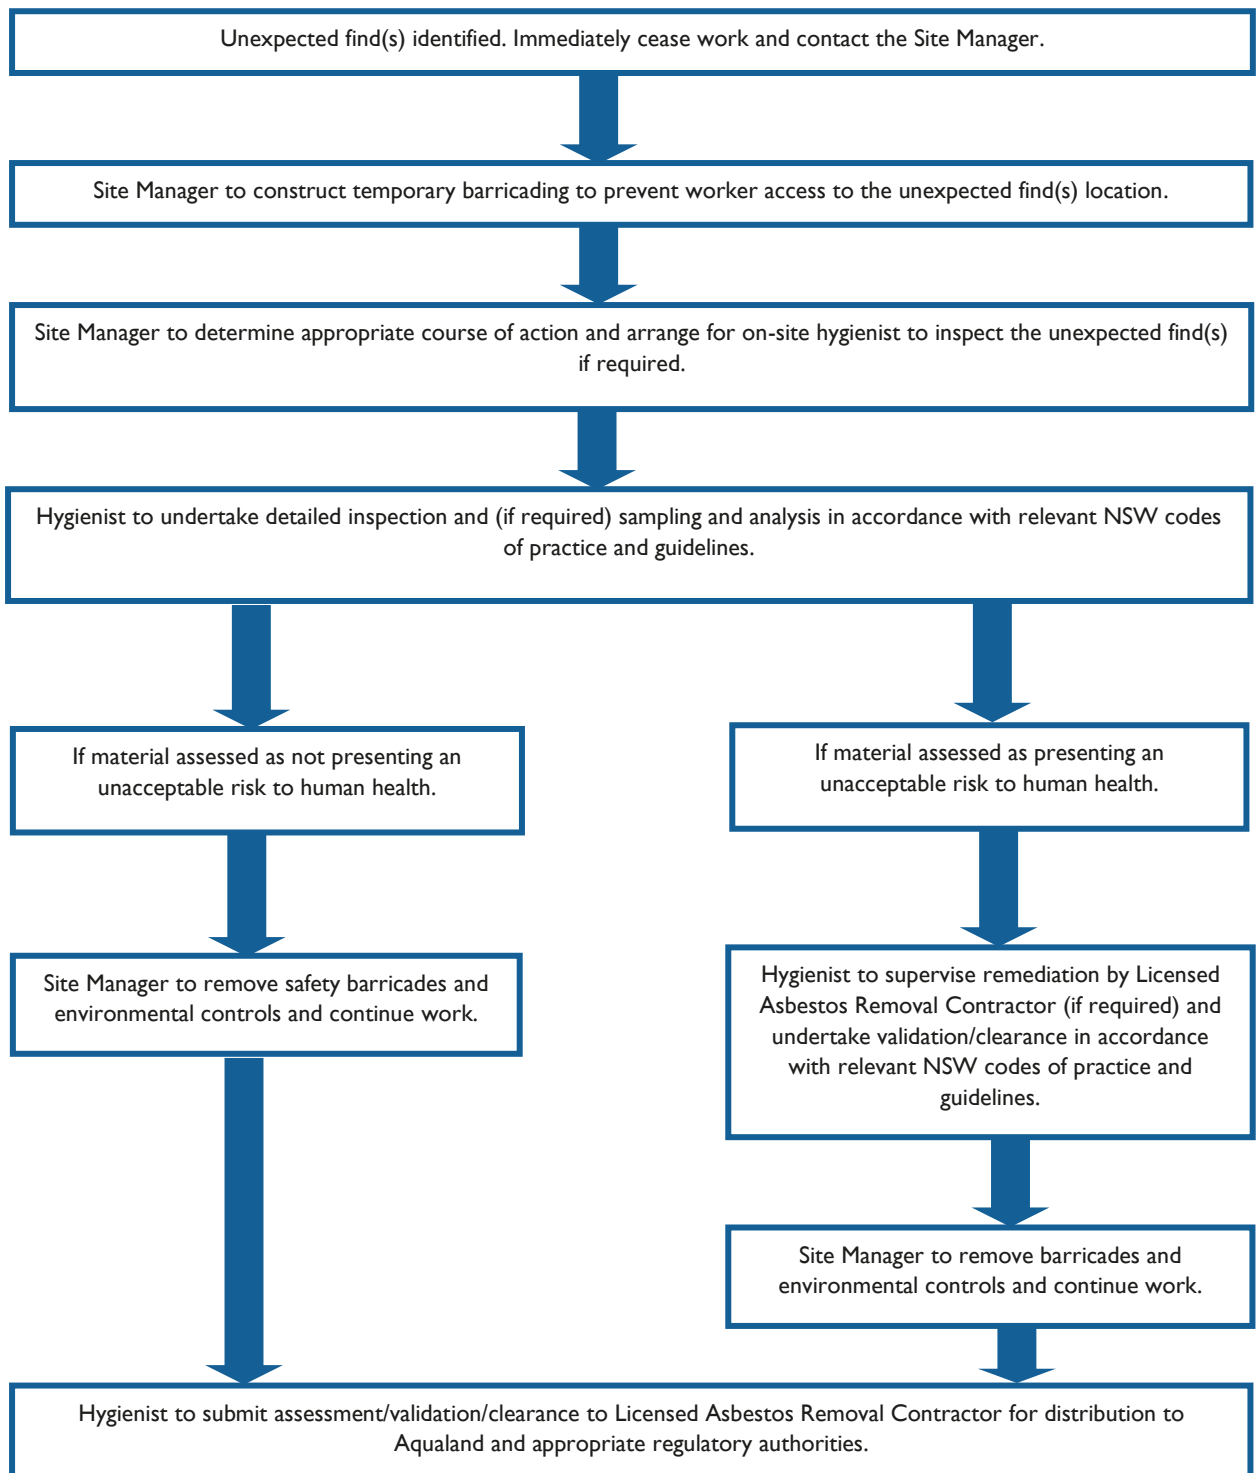 Unexpected find(s) identified. Immediately cease work and contact the Site Manager.
Site Manager to construct temporary barricading to prevent worker access to the unexpected find(s) location.
Site Manager to determine appropriate course of action and arrange for on-site hygienist to inspect the unexpected find(s)
if required.
Hygienist to undertake detailed inspection and (if required) sampling and analysis in accordance with relevant NSW codes
of practice and guidelines.
If material assessed as not presenting an
unacceptable risk to human health.
Site Manager to remove safety barricades and
environmental controls and continue work.
If material assessed as presenting an
unacceptable risk to human health.
Hygienist to supervise remediation by Licensed
Asbestos Removal Contractor (if required) and
undertake validation/clearance in accordance
with relevant NSW codes of practice and
guidelines.
Site Manager to remove barricades and
environmental controls and continue work.
Hygienist to submit assessment/validation/clearance to Licensed Asbestos Removal Contractor for distribution to
Aqualand and appropriate regulatory authorities.